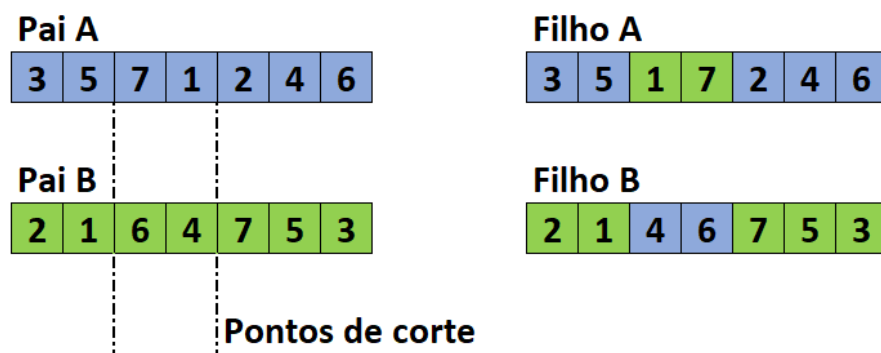 Pai A
3 5 7 1 2 4 6
Pai B
2 1 6 4 7 5 3
Pontos de corte
Filho A
3 5 1 7 2 4 6
Filho B
2 1 4 6 7 5 3